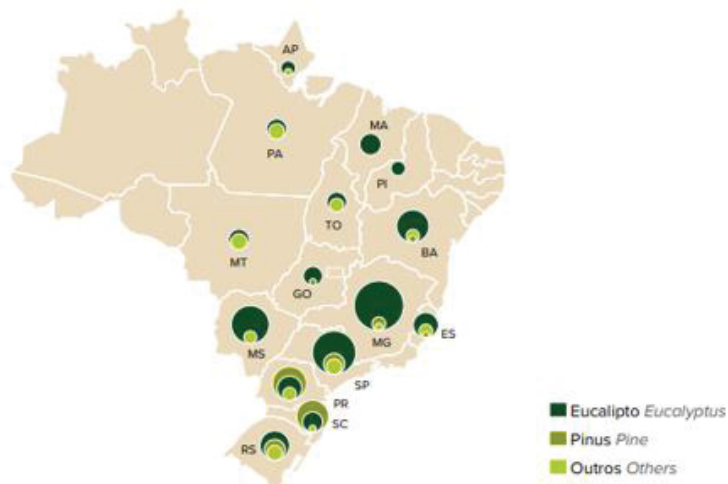 AP
MA
PA
PI
TO
BA
MT
GO
ES
MG
MS
SP
PR
SC
RS
Eucalipto Eucalyptus
Pinus Pine
Outros Others